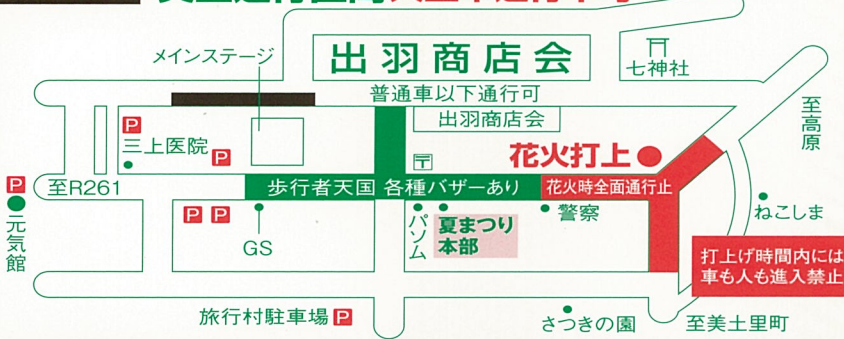 メインステージ
出羽商店会
七神社
普通車以下通行可
出羽商店会
P
三上医院
P
〒
花火打上
至高原
P
至R261
歩行者天国 各種バザーあり
花火時全面通行止
元気館
P P
GS
パソム
夏まつり
本部
警察
ねこしま
打上げ時間内には
車も人も進入禁止
旅行村駐車場 P
さつきの園
至美土里町